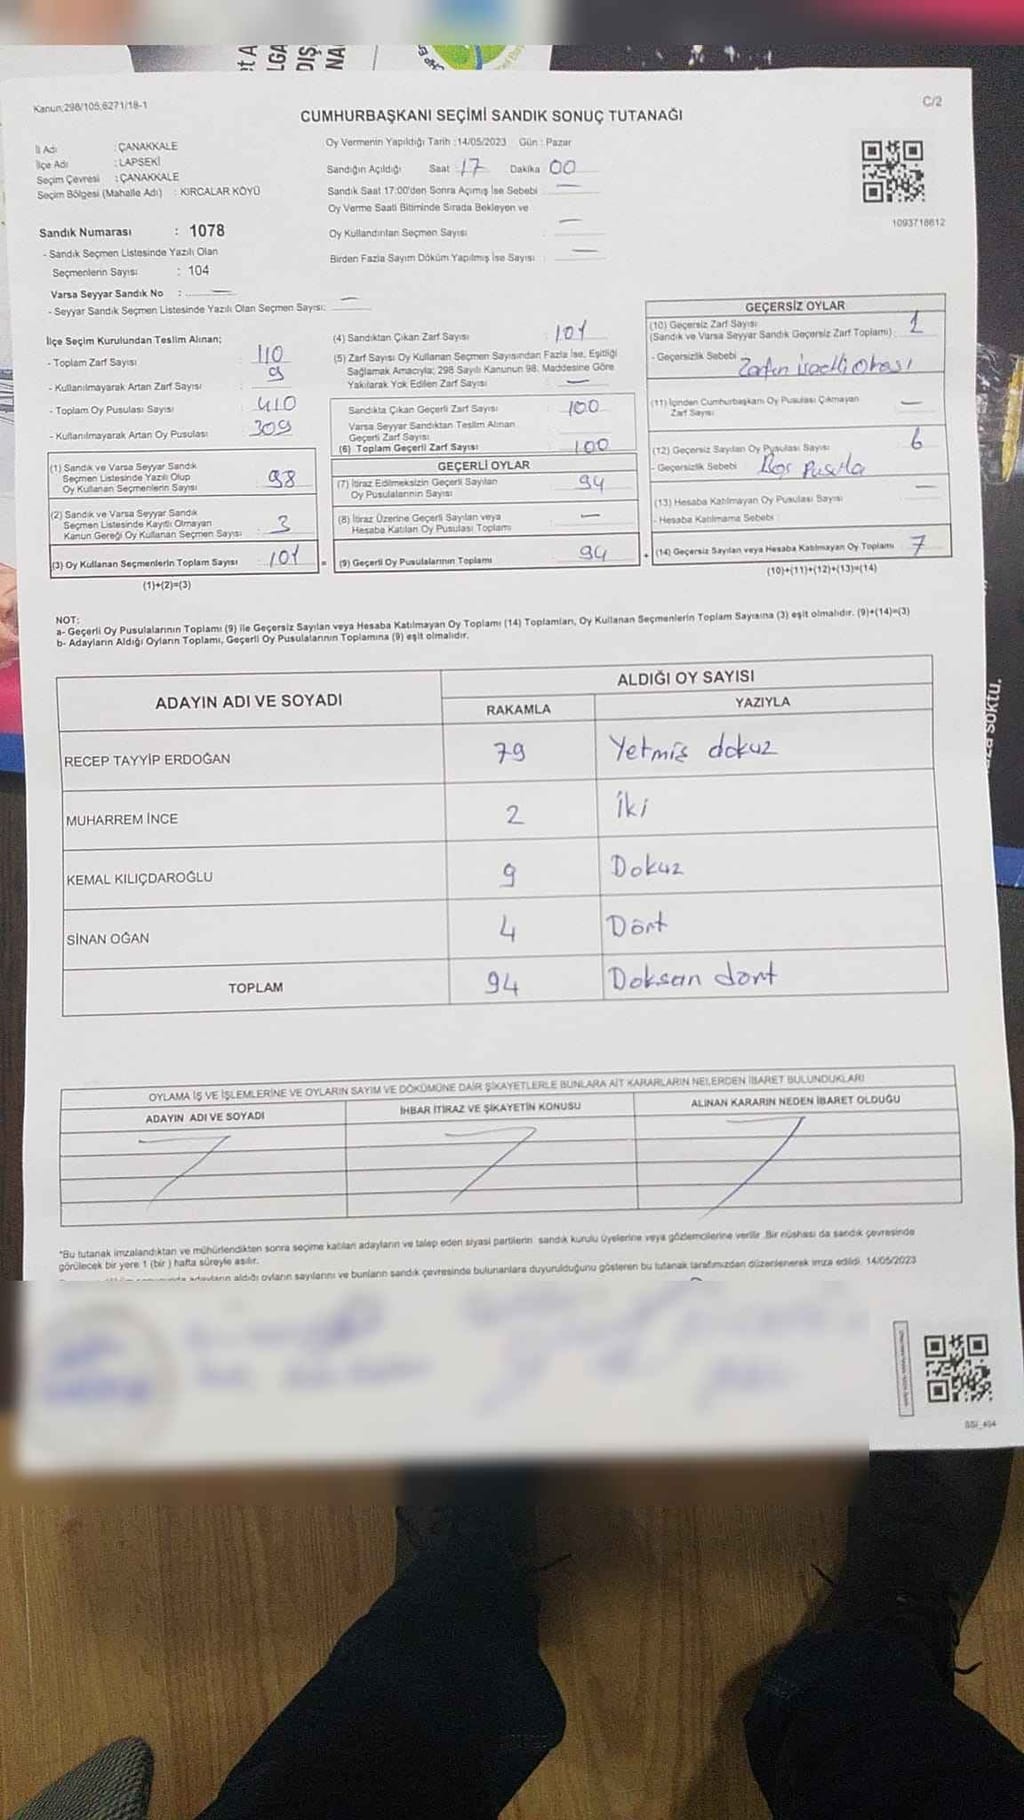 Kanun;298/105,6271/18-1
C/2
CUMHURBAŞKANI SEÇİMİ SANDIK SONUÇ TUTANAĞI
İl Adı : ÇANAKKALE
İlçe Adı : LAPSEKİ
Seçim Çevresi : ÇANAKKALE
Seçim Bölgesi (Mahalle Adı) : KIRCALAR KÖYÜ
Oy Vermenin Yapıldığı Tarih :14/05/2023 Gün : Pazar
Sandığın Açıldığı Saat :17 Dakika 00
Sandık Saat 17:00'den Sonra Açımış İse Sebebi : —
Oy Verme Saati Bitiminde Sırada Bekleyen ve
Oy Kullandırılan Seçmen Sayısı : —
Birden Fazla Sayım Döküm Yapılmış İse Sayısı : —
1093718612
Sandık Numarası : 1078
- Sandık Seçmen Listesinde Yazılı Olan
Seçmenlerin Sayısı : 104
Varsa Seyyar Sandık No : —
- Seyyar Sandık Seçmen Listesinde Yazılı Olan Seçmen Sayısı: —
İlçe Seçim Kurulundan Teslim Alınan;
- Toplam Zarf Sayısı 110
- Kullanılmayarak Artan Zarf Sayısı 9
- Toplam Oy Pusulası Sayısı 410
- Kullanılmayarak Artan Oy Pusulası 309
(1) Sandık ve Varsa Seyyar Sandık
Seçmen Listesinde Yazılı Olup
Oy Kullanan Seçmenlerin Sayısı 98
(2) Sandık ve Varsa Seyyar Sandık
Seçmen Listesinde Kayıtlı Olmayan
Kanun Gereği Oy Kullanan Seçmen Sayısı : 3
(3) Oy Kullanan Seçmenlerin Toplam Sayısı 101 =
(1)+(2)=(3)
(4) Sandıktan Çıkan Zarf Sayısı 101
(5) Zarf Sayısı Oy Kullanan Seçmen Sayısından Fazla İse, Eşitliği
Sağlamak Amacıyla; 298 Sayılı Kanunun 98. Maddesine Göre
Yakılarak Yok Edilen Zarf Sayısı —
Sandıkta Çıkan Geçerli Zarf Sayısı 100
Varsa Seyyar Sandıktan Teslim Alınan
Geçerli Zarf Sayısı
(6) Toplam Geçerli Zarf Sayısı 100
GEÇERLİ OYLAR
(7) İtiraz Edilmeksizin Geçerli Sayılan
Oy Pusulalarının Sayısı 94
(8) İtiraz Üzerine Geçerli Sayılan veya
Hesaba Katılan Oy Pusulası Toplamı —
(9) Geçerli Oy Pusulalarının Toplamı 94 +
GEÇERSİZ OYLAR
(10) Geçersiz Zarf Sayısı
(Sandık ve Varsa Seyyar Sandık Geçersiz Zarf Toplamı) : 1
- Geçersizlik Sebebi
(11) İçinden Cumhurbaşkanı Oy Pusulası Çıkmayan
Zarf Sayısı —
(12) Geçersiz Sayılan Oy Pusulası Sayısı 6
- Geçersizlik Sebebi Boş Pusula
(13) Hesaba Katılmayan Oy Pusulası Sayısı —
- Hesaba Katılmama Sebebi :
(14) Geçersiz Sayılan veya Hesaba Katılmayan Oy Toplamı 7
(10)+(11)+(12)+(13)=(14)
NOT:
a- Geçerli Oy Pusulalarının Toplamı (9) ile Geçersiz Sayılan veya Hesaba Katılmayan Oy Toplamı (14) Toplamları, Oy Kullanan Seçmenlerin Toplam Sayısına (3) eşit olmalıdır. (9)+(14)=(3)
b- Adayların Aldığı Oyların Toplamı, Geçerli Oy Pusulalarının Toplamına (9) eşit olmalıdır.
ADAYIN ADI VE SOYADI
ALDIĞI OY SAYISI
RAKAMLA YAZIYLA
RECEP TAYYİP ERDOĞAN 79 Yetmiş dokuz
MUHARREM İNCE 2 İki
KEMAL KILIÇDAROĞLU 9 Dokuz
SİNAN OĞAN 4 Dört
TOPLAM 94 Doksan dört
OYLAMA İŞ VE İŞLEMLERİNE VE OYLARIN SAYIM VE DÖKÜMÜNE DAİR ŞİKAYETLERLE BUNLARA AİT KARARLARIN NELERDEN İBARET BULUNDUKLARI
ADAYIN ADI VE SOYADI İHBAR İTİRAZ VE ŞİKAYETİN KONUSU ALINAN KARARIN NEDEN İBARET OLDUĞU
*Bu tutanak imzalandıktan ve mühürlendikten sonra seçime katılan adayların ve talep eden siyasi partilerin sandık kurulu üyelerine veya gözlemcilerine verilir .Bir nüshası da sandık çevresinde
görülecek bir yere 1 (bir ) hafta süreyle asılır.
adayların aldığı oyların sayılarını ve bunların sandık çevresinde bulunanlara duyurulduğunu gösteren bu tutanak tarafımızdan düzenlenerek imza edildi. 14/05/2023